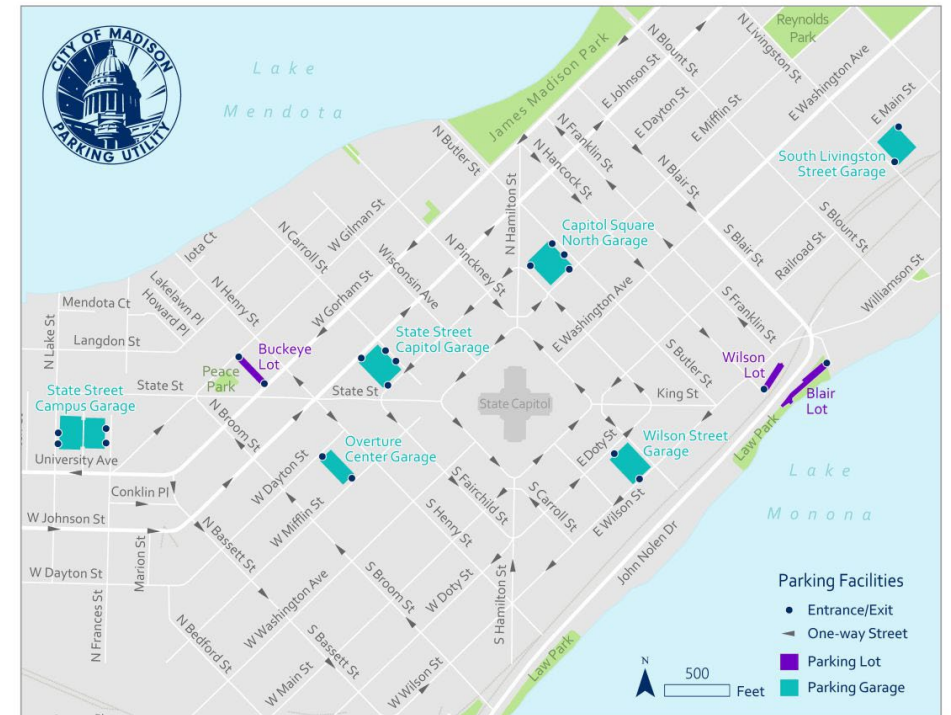 CITY OF MADISON
PARKING UTILITY
Lake
Mendota
James Madison Park
Reynolds
Park
N Blount St
N Livingston St
E Washington Ave
E Johnson St
E Dayton St
E Mifflin St
E Main St
N Butler St
N Hancock St
N Franklin St
N Blair St
South Livingston
Street Garage
N Hamilton St
Capitol Square
North Garage
S Blair St
S Blount St
Railroad St
Williamson St
W Gilman St
N Carroll St
Iota Ct
Wisconsin Ave
N Pinckney St
N Henry St
W Gorham St
Lakelawn Pl
Howard Pl
Mendota Ct
N Lake St
Langdon St
E Washington Ave
S Franklin St
State Street
Capitol Garage
Buckeye
Lot
Peace
Park
S Butler St
Wilson
Lot
Blair
Lot
State St
State St
State Capitol
King St
State Street
Campus Garage
N Broom St
Overture
Center Garage
E Doty St
Wilson Street
Garage
Law Park
Lake
Monona
University Ave
W Dayton St
Conklin Pl
W Mifflin St
S Fairchild St
S Carroll St
E Wilson St
W Johnson St
Marion St
N Bassett St
S Henry St
John Nolen Dr
W Dayton St
N Frances St
W Washington Ave
S Broom St
W Doty St
S Hamilton St
N Bedford St
S Bassett St
W Main St
W Wilson St
Law Park
Parking Facilities
Entrance/Exit
One-way Street
Parking Lot
Parking Garage
N
500
Feet